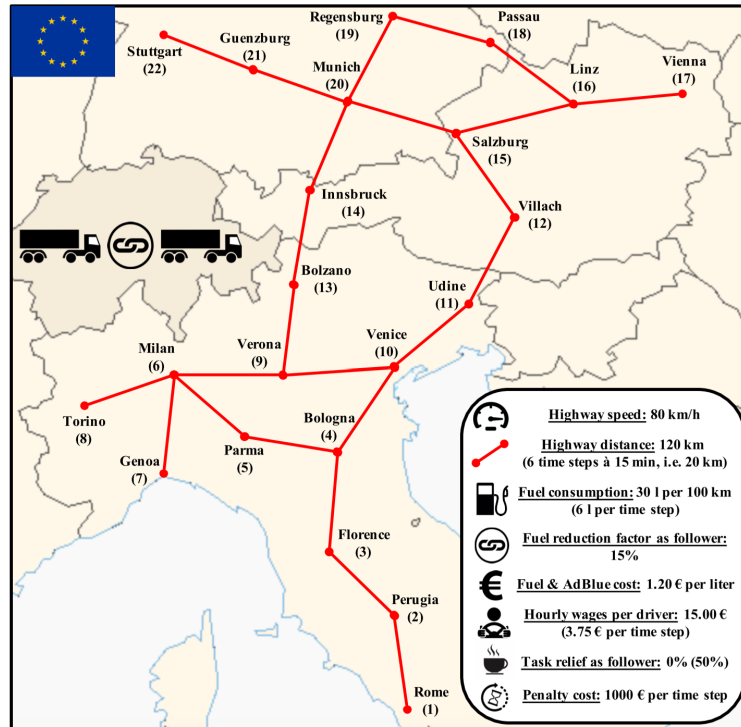 Regensburg
(19)
Passau
(18)
Stuttgart
(22)
Guenzburg
(21)
Munich
(20)
Linz
(16)
Vienna
(17)
Salzburg
(15)
Innsbruck
(14)
Villach
(12)
Bolzano
(13)
Udine
(11)
Milan
(6)
Verona
(9)
Venice
(10)
Torino
(8)
Bologna
(4)
Parma
(5)
Genoa
(7)
Florence
(3)
Perugia
(2)
Rome
(1)
Highway speed: 80 km/h
Highway distance: 120 km
(6 time steps à 15 min, i.e. 20 km)
Fuel consumption: 30 l per 100 km
(6 l per time step)
Fuel reduction factor as follower:
15%
Fuel & AdBlue cost: 1.20 € per liter
Hourly wages per driver: 15.00 €
(3.75 € per time step)
Task relief as follower: 0% (50%)
Penalty cost: 1000 € per time step